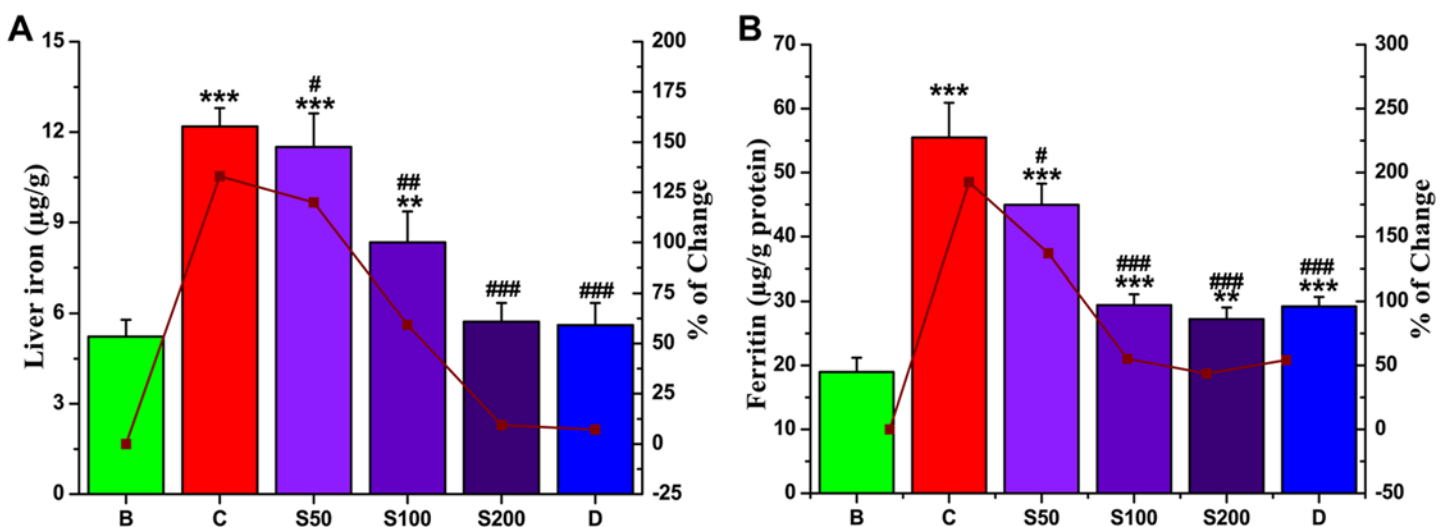 A
Liver iron (µg/g)
15
12
9
6
3
0
***
#
***
##
**
###
###
200
175
150
125
100
75
50
25
0
-25
% of Change
B
C
S50
S100
S200
D
B
Ferritin (µg/g protein)
70
60
50
40
30
20
10
0
***
#
***
###
***
###
**
###
***
300
250
200
150
100
50
0
-50
% of Change
B
C
S50
S100
S200
D